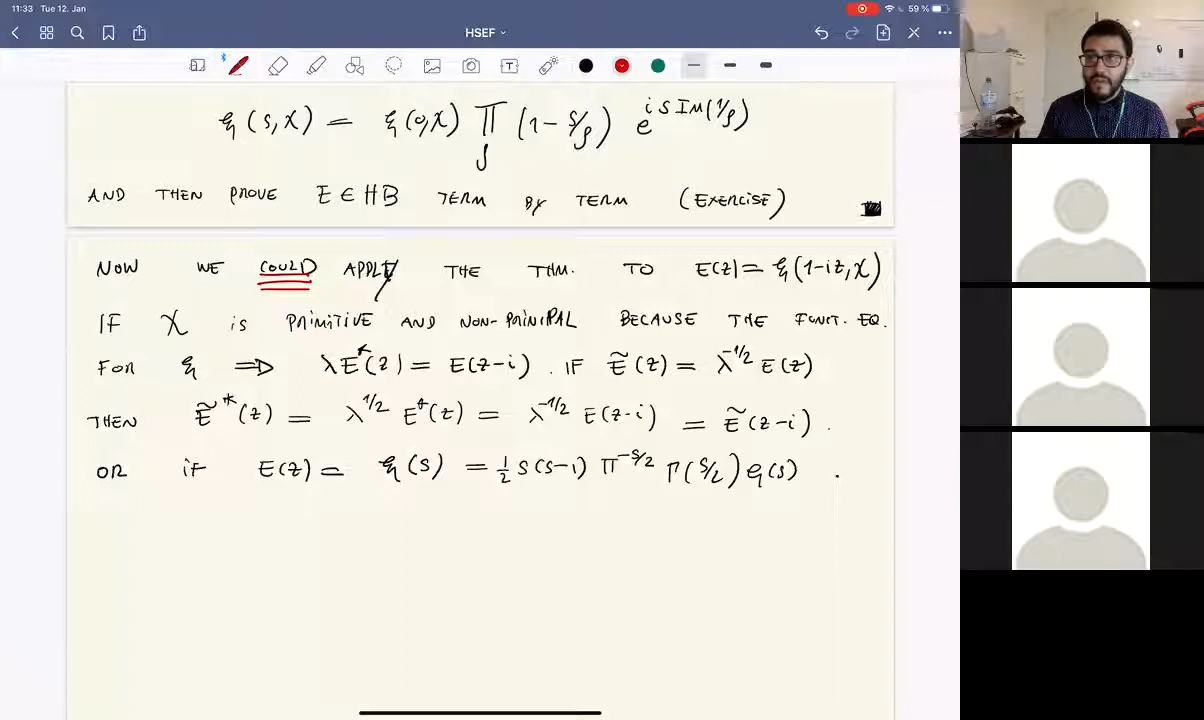 11:33 Tue 12. Jan
59 %
HSEF
ξ(s,χ) = ξ(0,χ) ∏_ρ (1-s/ρ) e^{is Im(1/ρ)}
AND THEN PROVE E ∈ HB TERM BY TERM (EXERCISE)
NOW WE COULD APPLY THE THM. TO E(z) = ξ(1-iz,χ)
IF χ IS PRIMITIVE AND NON-PRINCIPAL BECAUSE THE FUNCT. EQ.
FOR ξ ⇒ λE*(z) = E(z-i). IF Ẽ(z) = λ^{-1/2} E(z)
THEN Ẽ*(z) = λ^{1/2} E*(z) = λ^{-1/2} E(z-i) = Ẽ(z-i).
OR IF E(z) = ξ(s) = 1/2 s(s-1) π^{-s/2} Γ(s/2) ζ(s).